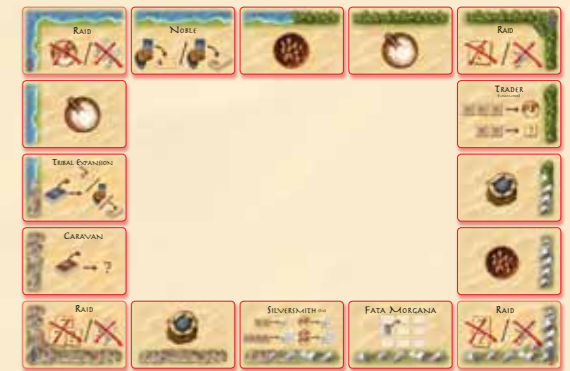 Raid
Noble
Raid
Trader
Tribal Expansion
Caravan
Raid
Silversmith
Fata Morgana
Raid